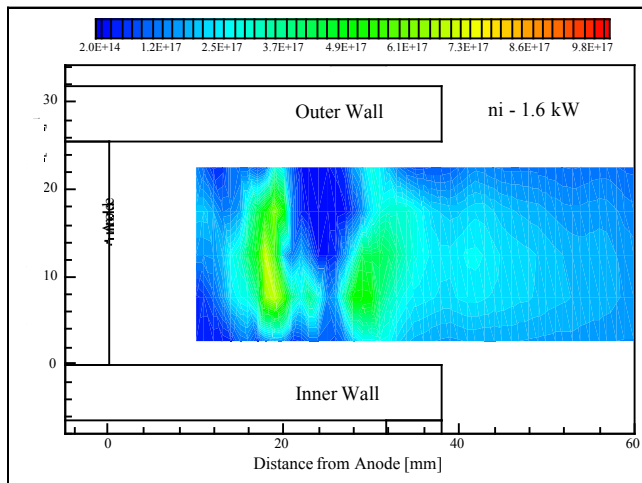 2.0E+14 1.2E+17 2.5E+17 3.7E+17 4.9E+17 6.1E+17 7.3E+17 8.6E+17 9.8E+17
30
Outer Wall
ni - 1.6 kW
20
10
0
Inner Wall
0 20 40 60
Distance from Anode [mm]